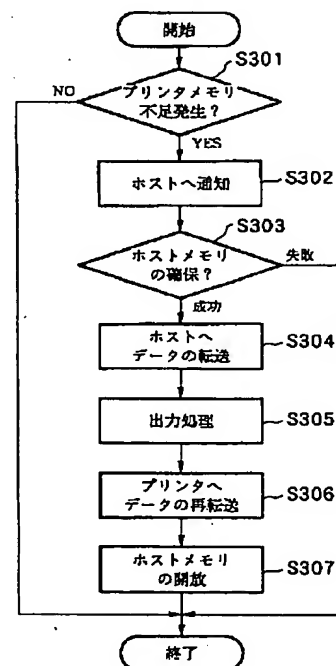 開始
S301
NO
プリンタメモリ
不足発生?
YES
S302
ホストへ通知
S303
ホストメモリ
の確保?
失敗
成功
S304
ホストへ
データの転送
S305
出力処理
S306
プリンタへ
データの再転送
S307
ホストメモリ
の開放
終了